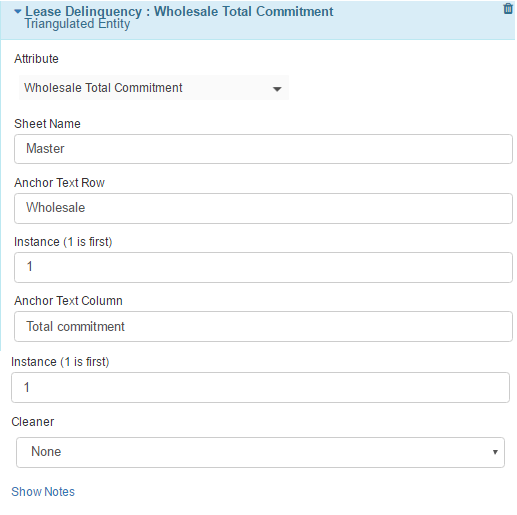 Lease Delinquency : Wholesale Total Commitment
Triangulated Entity
Attribute
Wholesale Total Commitment
Sheet Name
Master
Anchor Text Row
Wholesale
Instance (1 is first)
1
Anchor Text Column
Total commitment
Instance (1 is first)
1
Cleaner
None
Show Notes